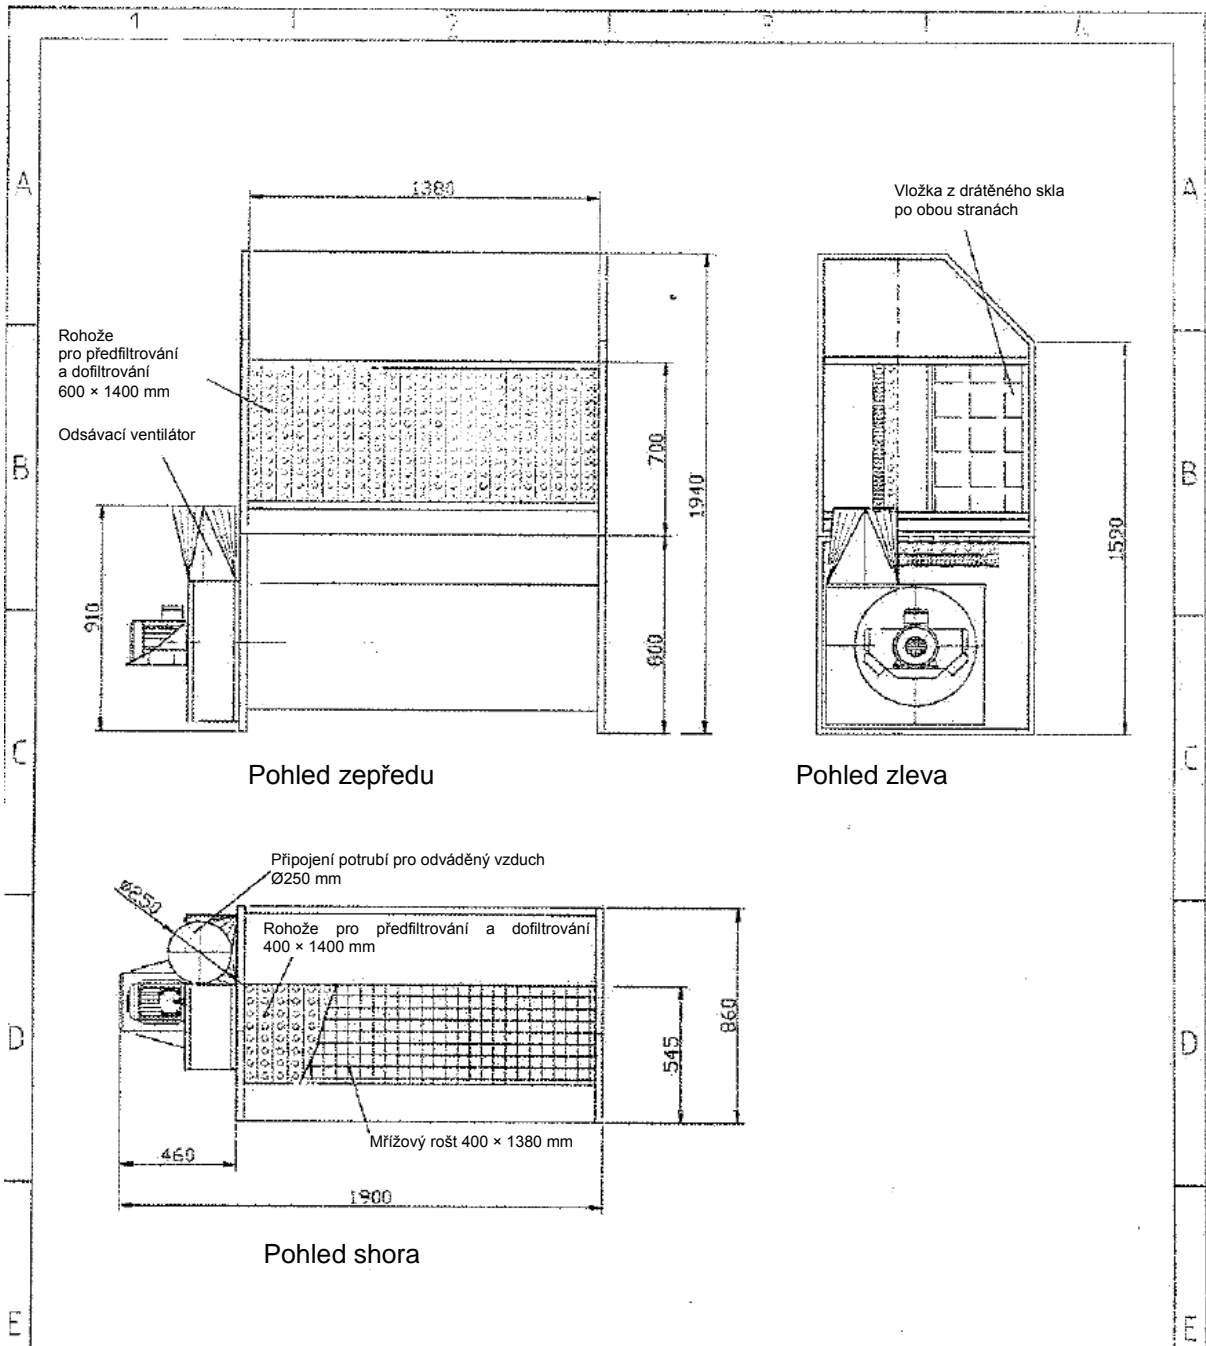 1
2
3
4
A
A
1380
Vložka z drátěného skla
po obou stranách
Rohože
pro předfiltrování
a dofiltrování
600 × 1400 mm
Odsávací ventilátor
B
B
700
1940
1590
910
800
C
C
Pohled zepředu
Pohled zleva
Připojení potrubí pro odváděný vzduch
Ø250 mm
Ø250
Rohože pro předfiltrování a dofiltrování
400 × 1400 mm
860
545
D
D
Mřížový rošt 400 × 1380 mm
460
1900
Pohled shora
E
E